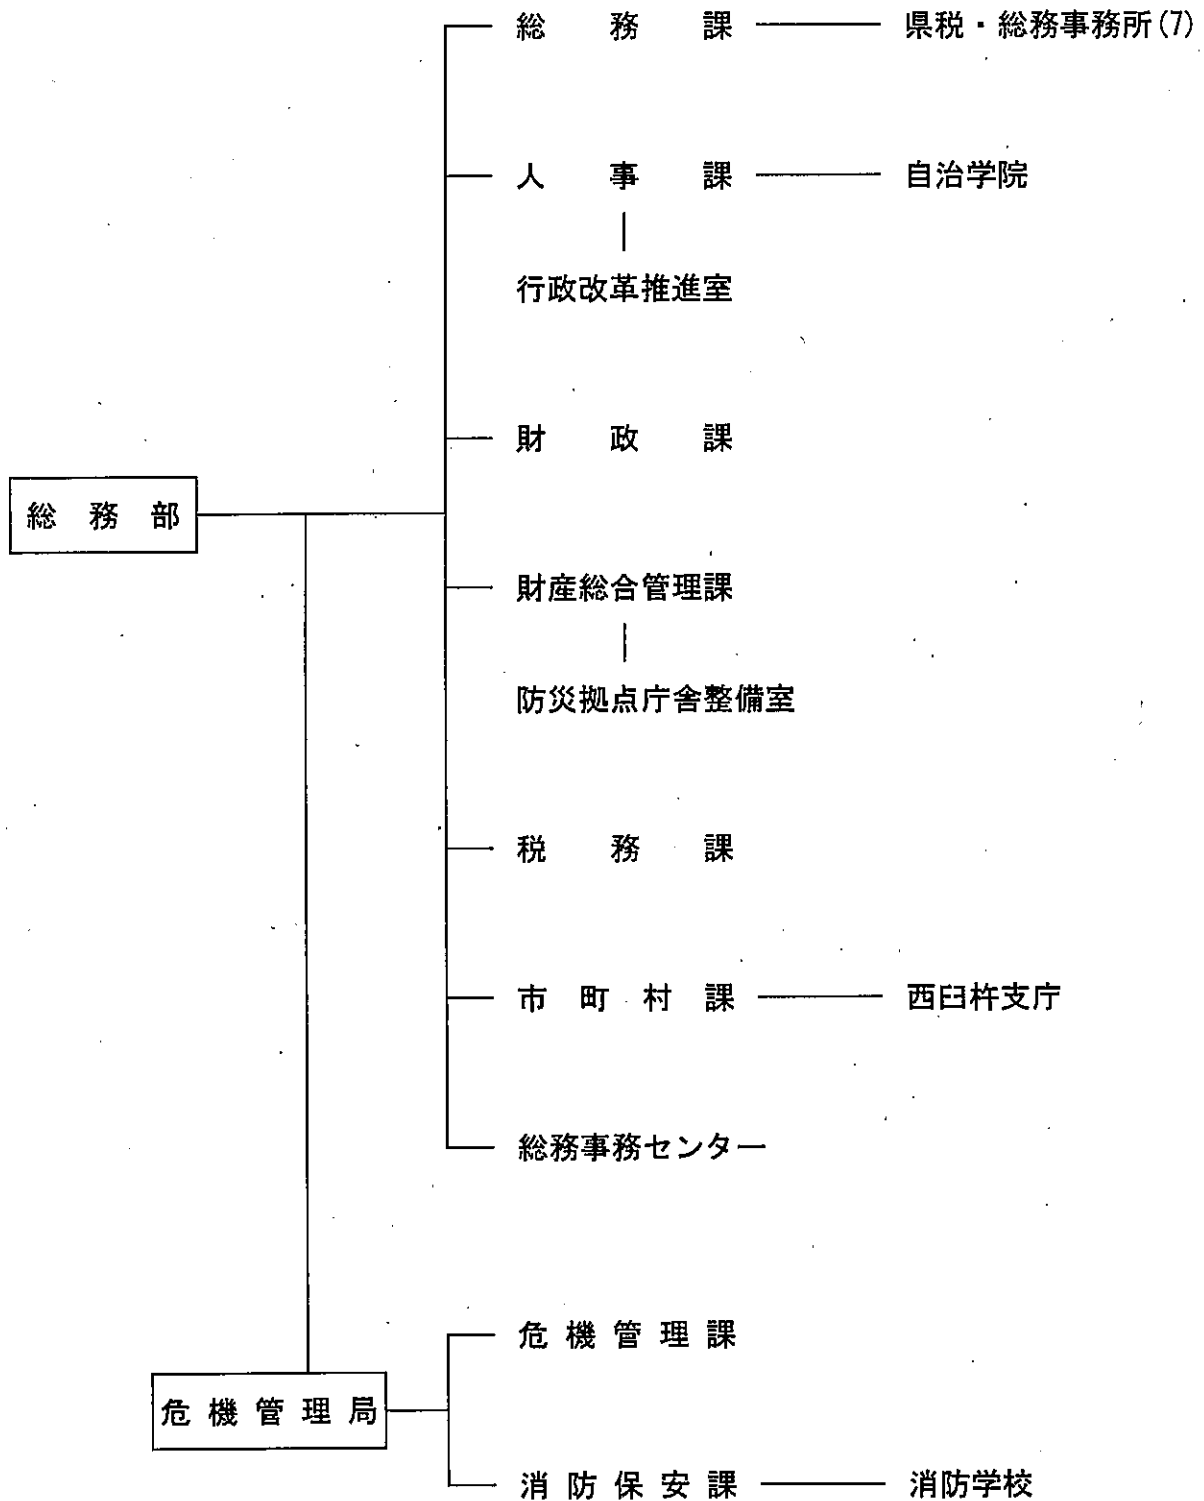 総務課 県税・総務事務所(7)
人事課 自治学院
行政改革推進室
財政課
総務部
財産総合管理課
防災拠点庁舎整備室
税務課
市町村課 西臼杵支庁
総務事務センター
危機管理課
危機管理局
消防保安課 消防学校